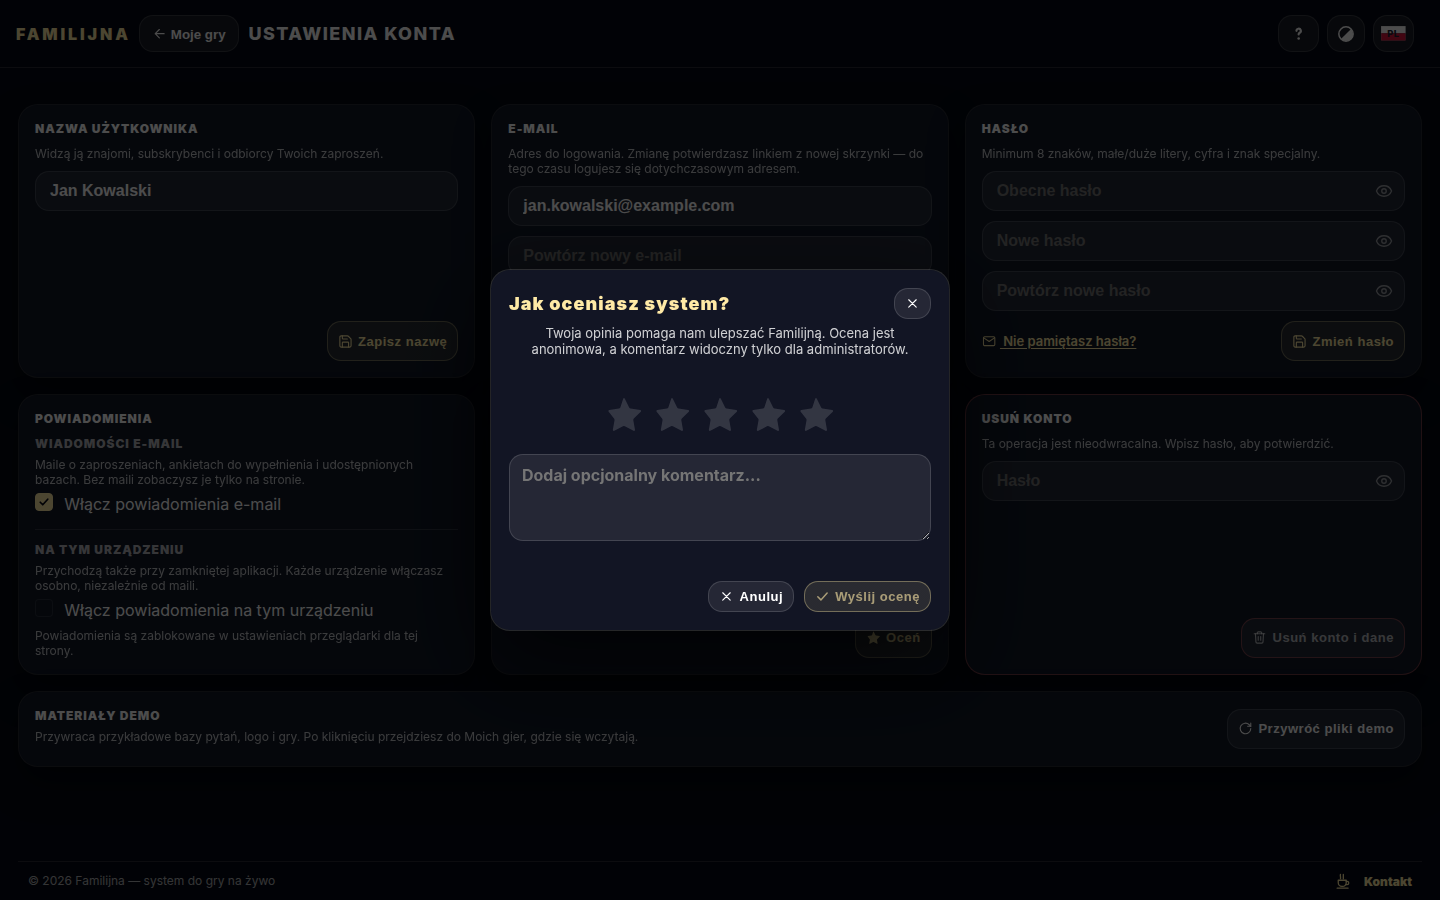 FAMILIJNA
Moje gry
USTAWIENIA KONTA
?
PL
NAZWA UŻYTKOWNIKA
Widzą ją znajomi, subskrybenci i odbiorcy Twoich zaproszeń.
Jan Kowalski
Zapisz nazwę
E-MAIL
Adres do logowania. Zmianę potwierdzasz linkiem z nowej skrzynki — do
tego czasu logujesz się dotychczasowym adresem.
jan.kowalski@example.com
Powtórz nowy e-mail
HASŁO
Minimum 8 znaków, małe/duże litery, cyfra i znak specjalny.
Obecne hasło
Nowe hasło
Powtórz nowe hasło
Nie pamiętasz hasła?
Zmień hasło
Jak oceniasz system?
Twoja opinia pomaga nam ulepszać Familijną. Ocena jest
anonimowa, a komentarz widoczny tylko dla administratorów.
Dodaj opcjonalny komentarz...
Anuluj
Wyślij ocenę
POWIADOMIENIA
WIADOMOŚCI E-MAIL
Maile o zaproszeniach, ankietach do wypełnienia i udostępnionych
bazach. Bez maili zobaczysz je tylko na stronie.
Włącz powiadomienia e-mail
NA TYM URZĄDZENIU
Przychodzą także przy zamkniętej aplikacji. Każde urządzenie włączasz
osobno, niezależnie od maili.
Włącz powiadomienia na tym urządzeniu
Powiadomienia są zablokowane w ustawieniach przeglądarki dla tej
strony.
Oceń
USUŃ KONTO
Ta operacja jest nieodwracalna. Wpisz hasło, aby potwierdzić.
Hasło
Usuń konto i dane
MATERIAŁY DEMO
Przywraca przykładowe bazy pytań, logo i gry. Po kliknięciu przejdziesz do Moich gier, gdzie się wczytają.
Przywróć pliki demo
© 2026 Familijna — system do gry na żywo
Kontakt